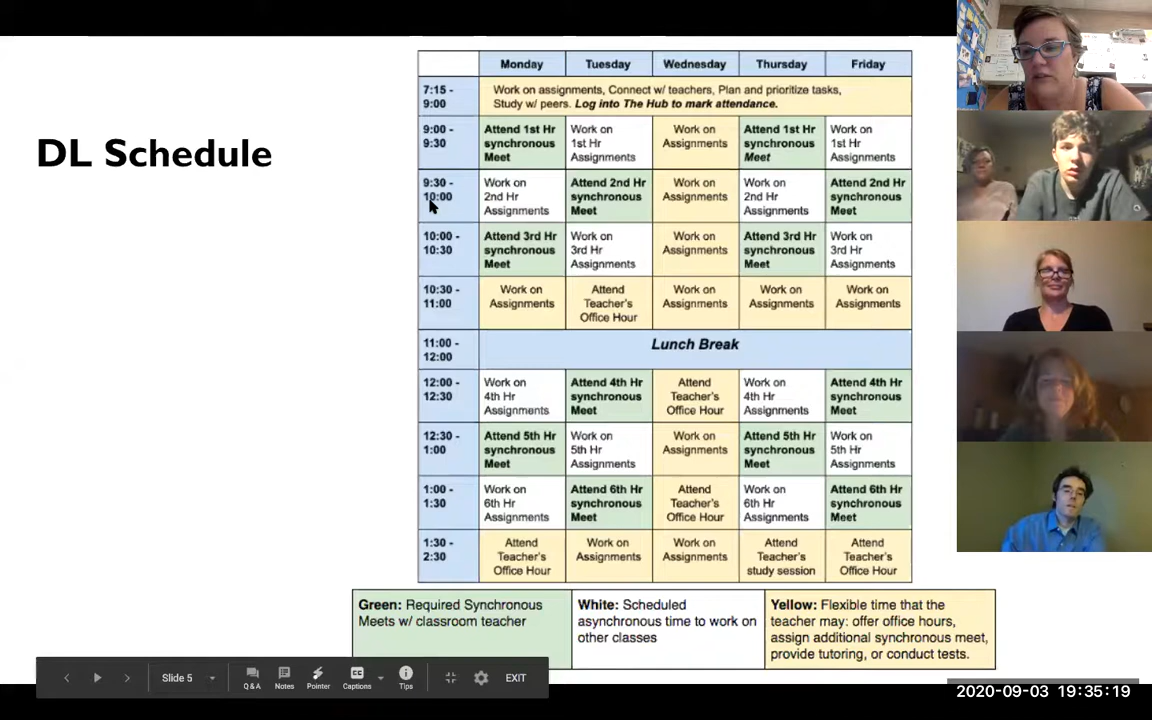 DL Schedule
Monday Tuesday Wednesday Thursday Friday
7:15 - 9:00
Work on assignments, Connect w/ teachers, Plan and prioritize tasks,
Study w/ peers. Log into The Hub to mark attendance.
9:00 - Attend 1st Hr Work on Work on Attend 1st Hr Work on
9:30 synchronous 1st Hr Assignments synchronous 1st Hr
Meet Assignments Meet Assignments
9:30 - Work on Attend 2nd Hr Work on Work on Attend 2nd Hr
10:00 2nd Hr synchronous Assignments 2nd Hr synchronous
Assignments Meet Assignments Meet
10:00 - Attend 3rd Hr Work on Work on Attend 3rd Hr Work on
10:30 synchronous 3rd Hr Assignments synchronous 3rd Hr
Meet Assignments Meet Assignments
10:30 - Work on Attend Work on Work on Work on
11:00 Assignments Teacher's Assignments Assignments Assignments
Office Hour
11:00 - Lunch Break
12:00
12:00 - Work on Attend 4th Hr Attend Work on Attend 4th Hr
12:30 4th Hr synchronous Teacher's 4th Hr synchronous
Assignments Meet Office Hour Assignments Meet
12:30 - Attend 5th Hr Work on Work on Attend 5th Hr Work on
1:00 synchronous 5th Hr Assignments synchronous 5th Hr
Meet Assignments Meet Assignments
1:00 - Work on Attend 6th Hr Attend Work on Attend 6th Hr
1:30 6th Hr synchronous Teacher's 6th Hr synchronous
Assignments Meet Office Hour Assignments Meet
1:30 - Attend Work on Work on Attend Attend
2:30 Teacher's Assignments Assignments Teacher's Teacher's
Office Hour study session Office Hour
Green: Required Synchronous
Meets w/ classroom teacher
White: Scheduled
asynchronous time to work on
other classes
Yellow: Flexible time that the
teacher may: offer office hours,
assign additional synchronous meet,
provide tutoring, or conduct tests.
Slide 5 Q&A Notes Pointer Captions Tips EXIT
2020-09-03 19:35:19